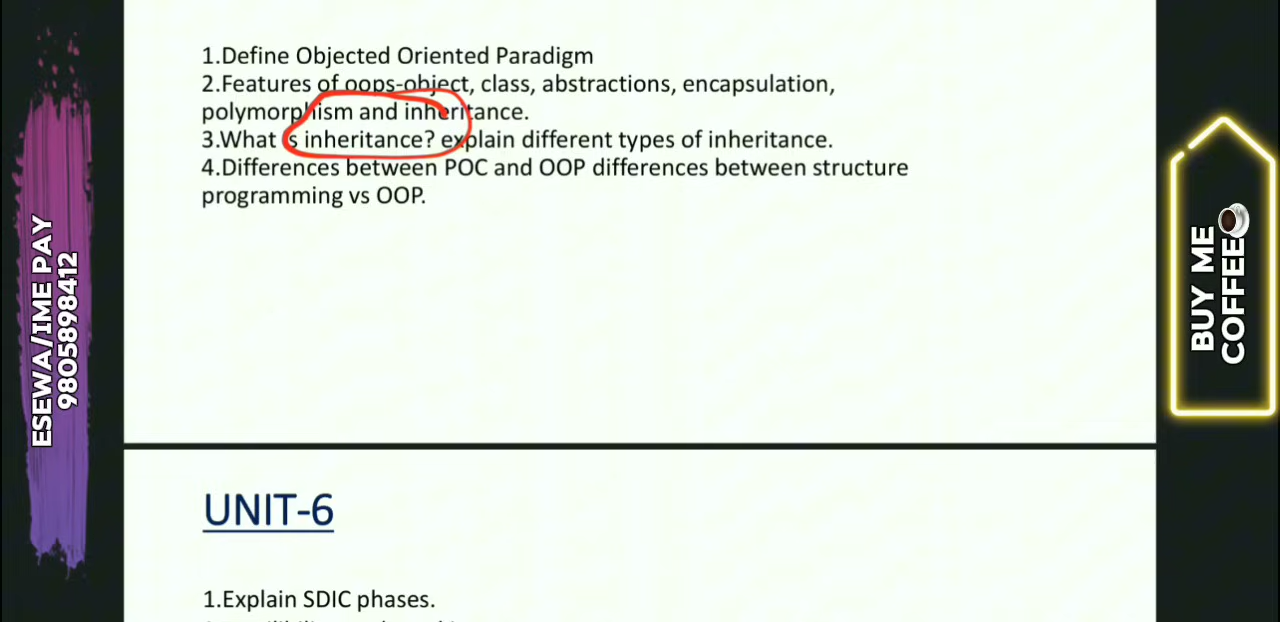 1.Define Objected Oriented Paradigm
2.Features of oops-object, class, abstractions, encapsulation,
polymorphism and inheritance.
3.What is inheritance? explain different types of inheritance.
4.Differences between POC and OOP differences between structure
programming vs OOP.
ESEWA/IME PAY
9805898412
BUY ME
COFFEE
UNIT-6
1.Explain SDIC phases.